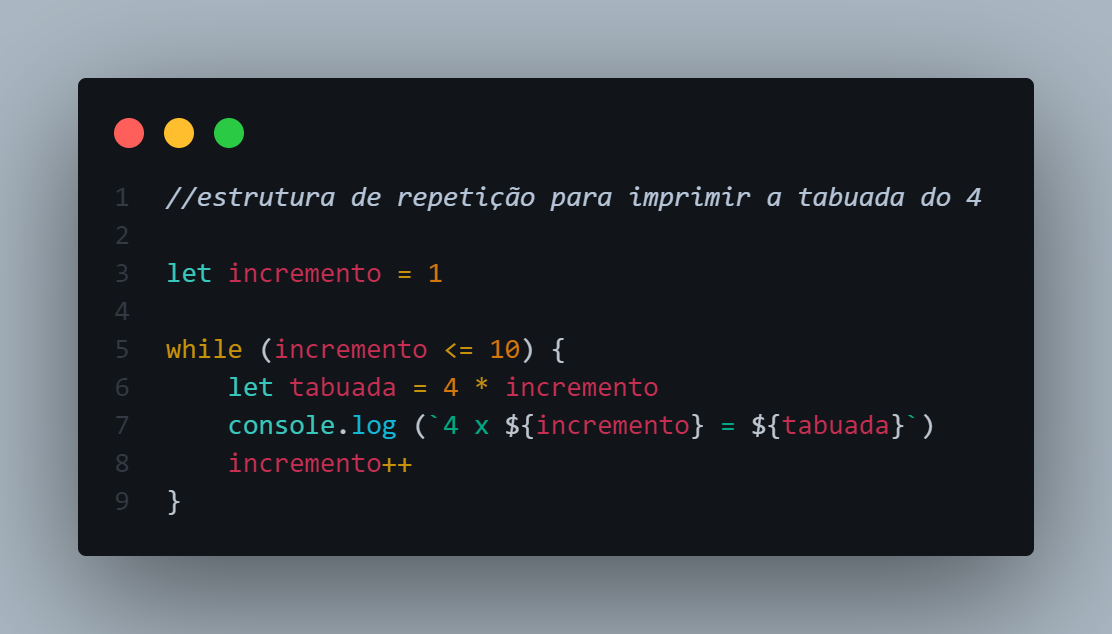 1 //estrutura de repetição para imprimir a tabuada do 4
2
3 let incremento = 1
4
5 while (incremento <= 10) {
6     let tabuada = 4 * incremento
7     console.log (`4 x ${incremento} = ${tabuada}`)
8     incremento++
9 }